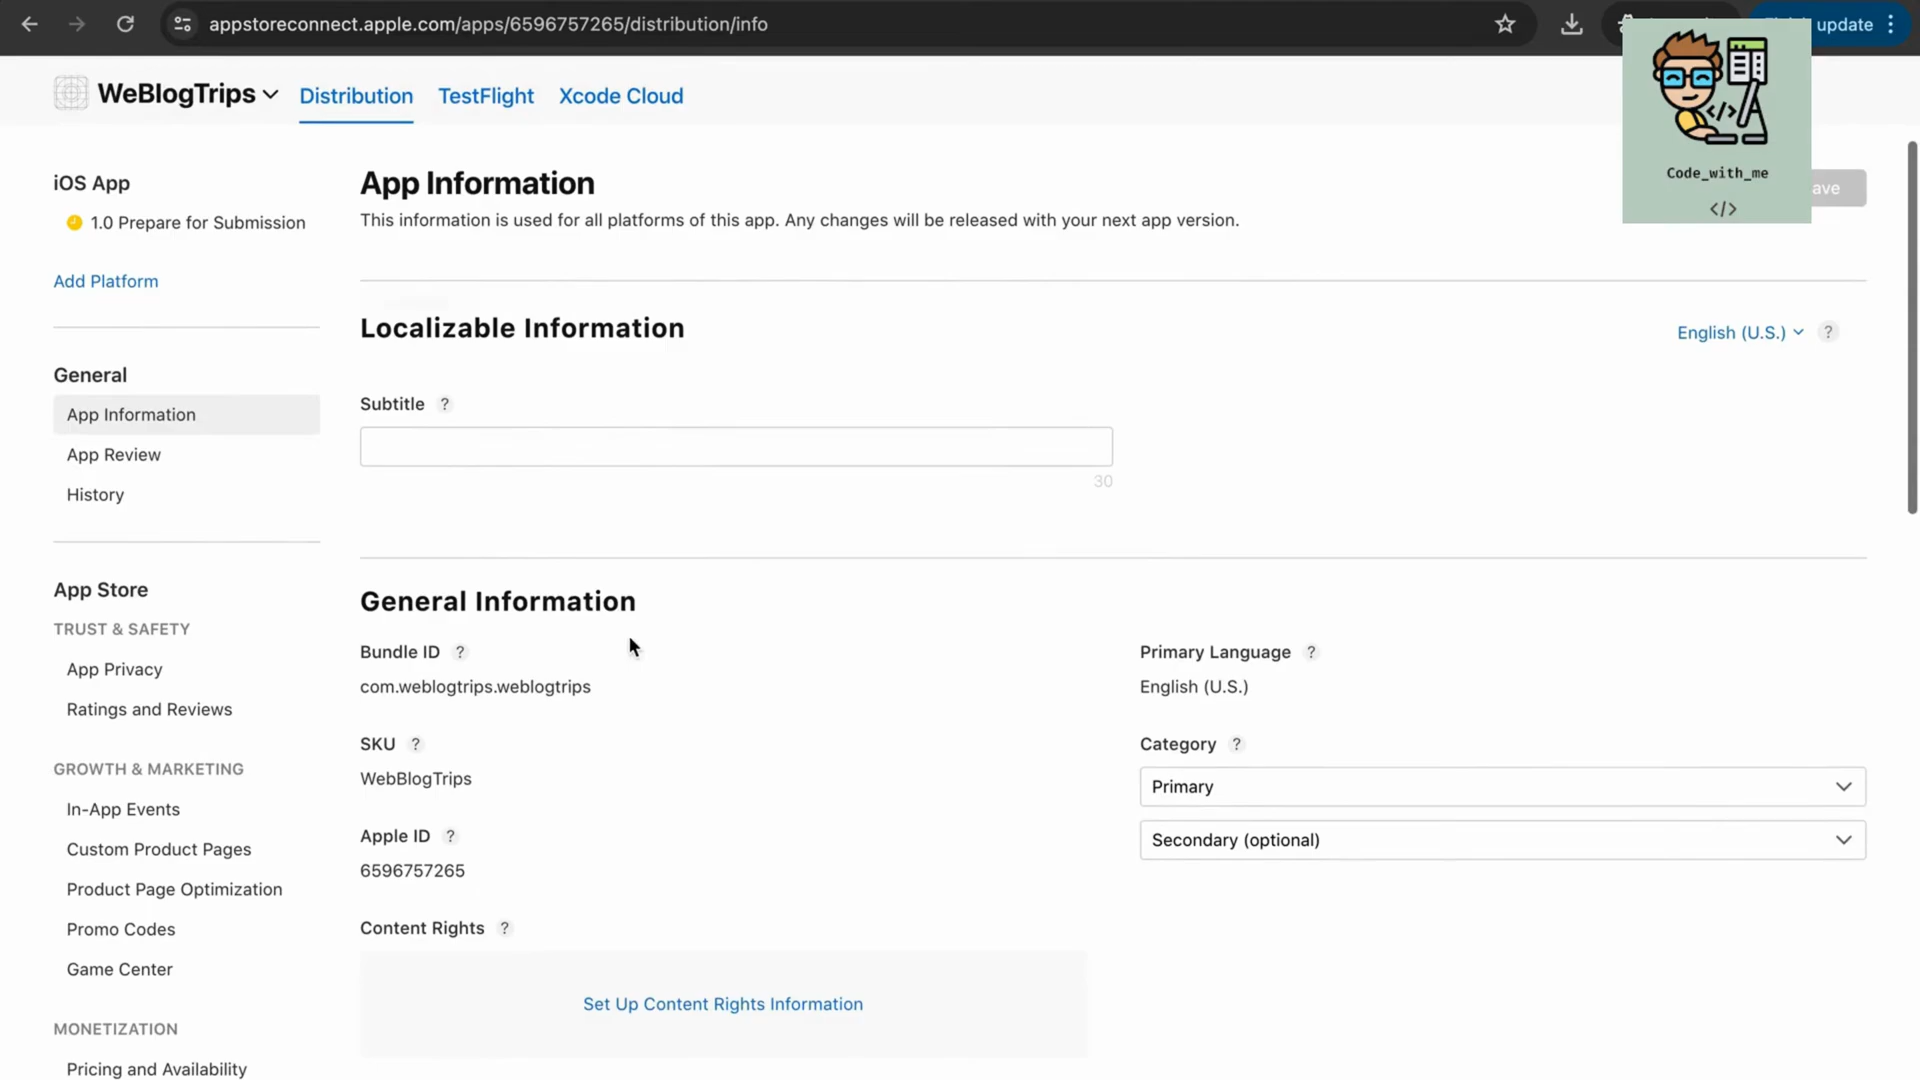 appstoreconnect.apple.com/apps/6596757265/distribution/info
update
WeBlogTrips
Distribution
TestFlight
Xcode Cloud
Code_with_me
</>
</>
iOS App
1.0 Prepare for Submission
Add Platform
General
App Information
App Review
History
App Store
TRUST & SAFETY
App Privacy
Ratings and Reviews
GROWTH & MARKETING
In-App Events
Custom Product Pages
Product Page Optimization
Promo Codes
Game Center
MONETIZATION
Pricing and Availability
App Information
ave
This information is used for all platforms of this app. Any changes will be released with your next app version.
Localizable Information
English (U.S.) ?
Subtitle ?
30
General Information
Bundle ID ?
com.weblogtrips.weblogtrips
SKU ?
WebBlogTrips
Apple ID ?
6596757265
Content Rights ?
Set Up Content Rights Information
Primary Language ?
English (U.S.)
Category ?
Primary
Secondary (optional)